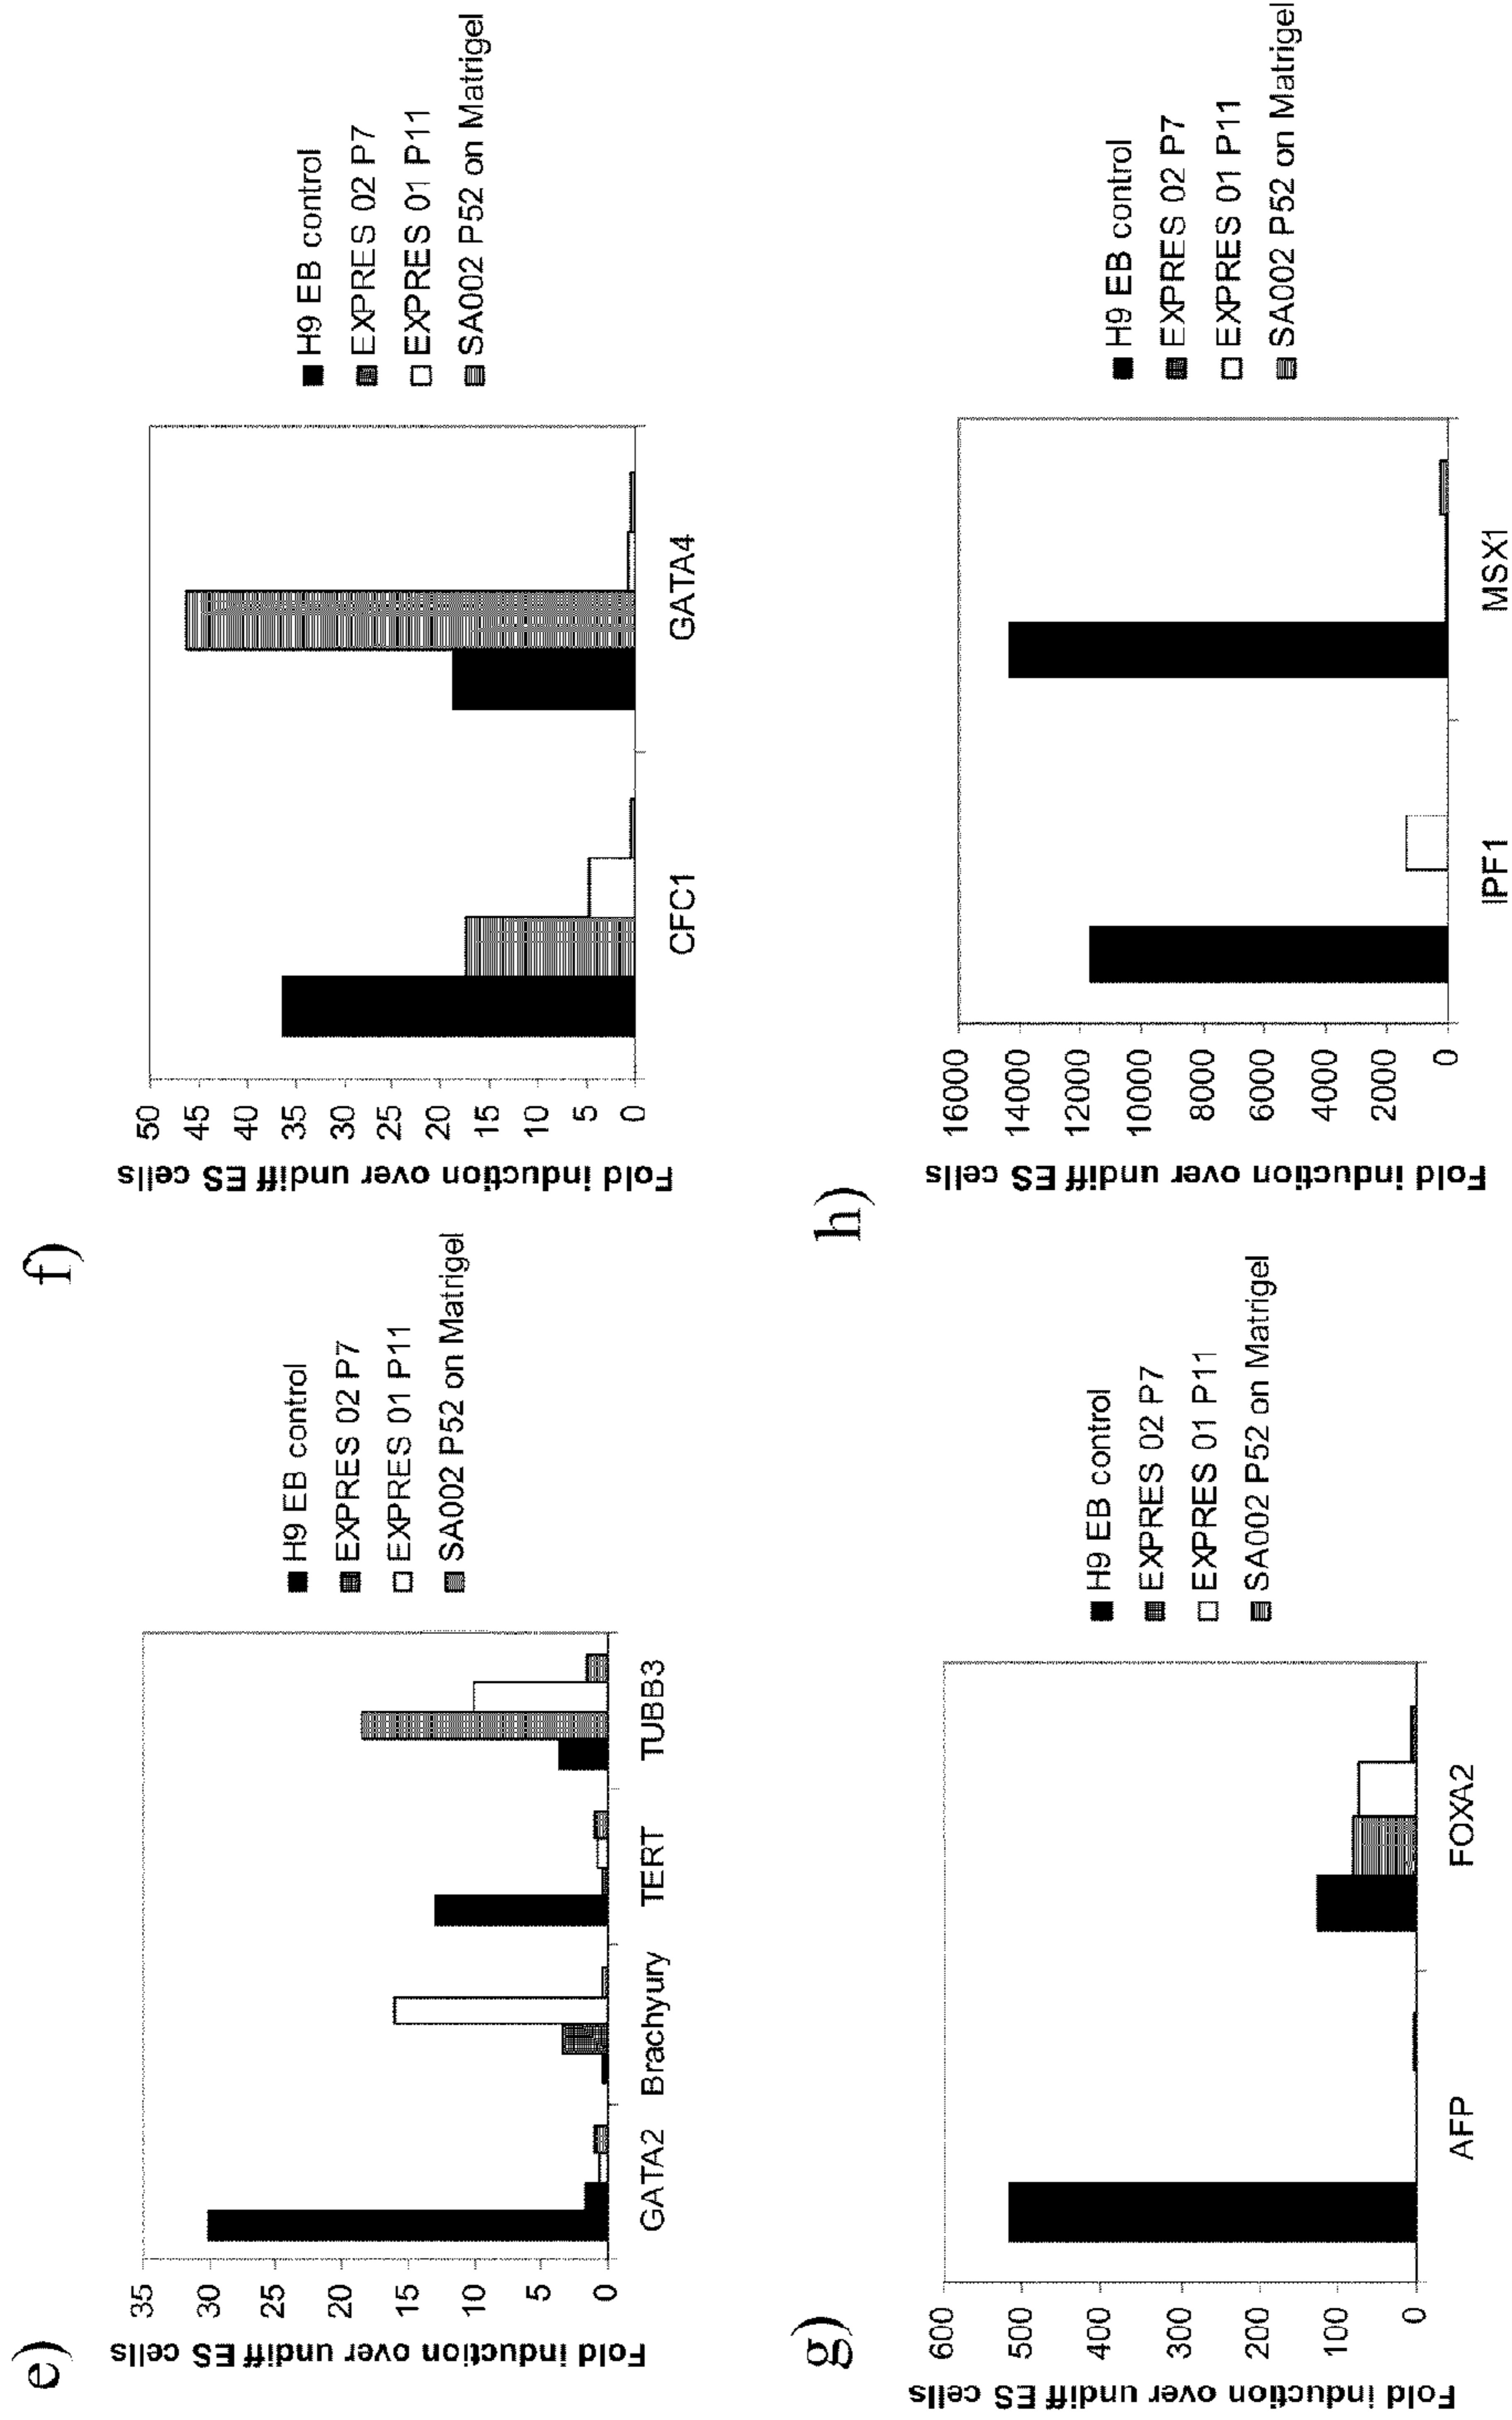 e)
Fold induction over undiff ES cells
35
30
25
20
15
10
5
0
GATA2 Brachyury TERT TUBB3
H9 EB control
EXPRES 02 P7
EXPRES 01 P11
SA002 P52 on Matrigel
f)
Fold induction over undiff ES cells
50
45
40
35
30
25
20
15
10
5
0
CFC1 GATA4
H9 EB control
EXPRES 02 P7
EXPRES 01 P11
SA002 P52 on Matrigel
g)
Fold induction over undiff ES cells
600
500
400
300
200
100
0
AFP FOXA2
H9 EB control
EXPRES 02 P7
EXPRES 01 P11
SA002 P52 on Matrigel
h)
Fold induction over undiff ES cells
16000
14000
12000
10000
8000
6000
4000
2000
0
IPF1 MSX1
H9 EB control
EXPRES 02 P7
EXPRES 01 P11
SA002 P52 on Matrigel